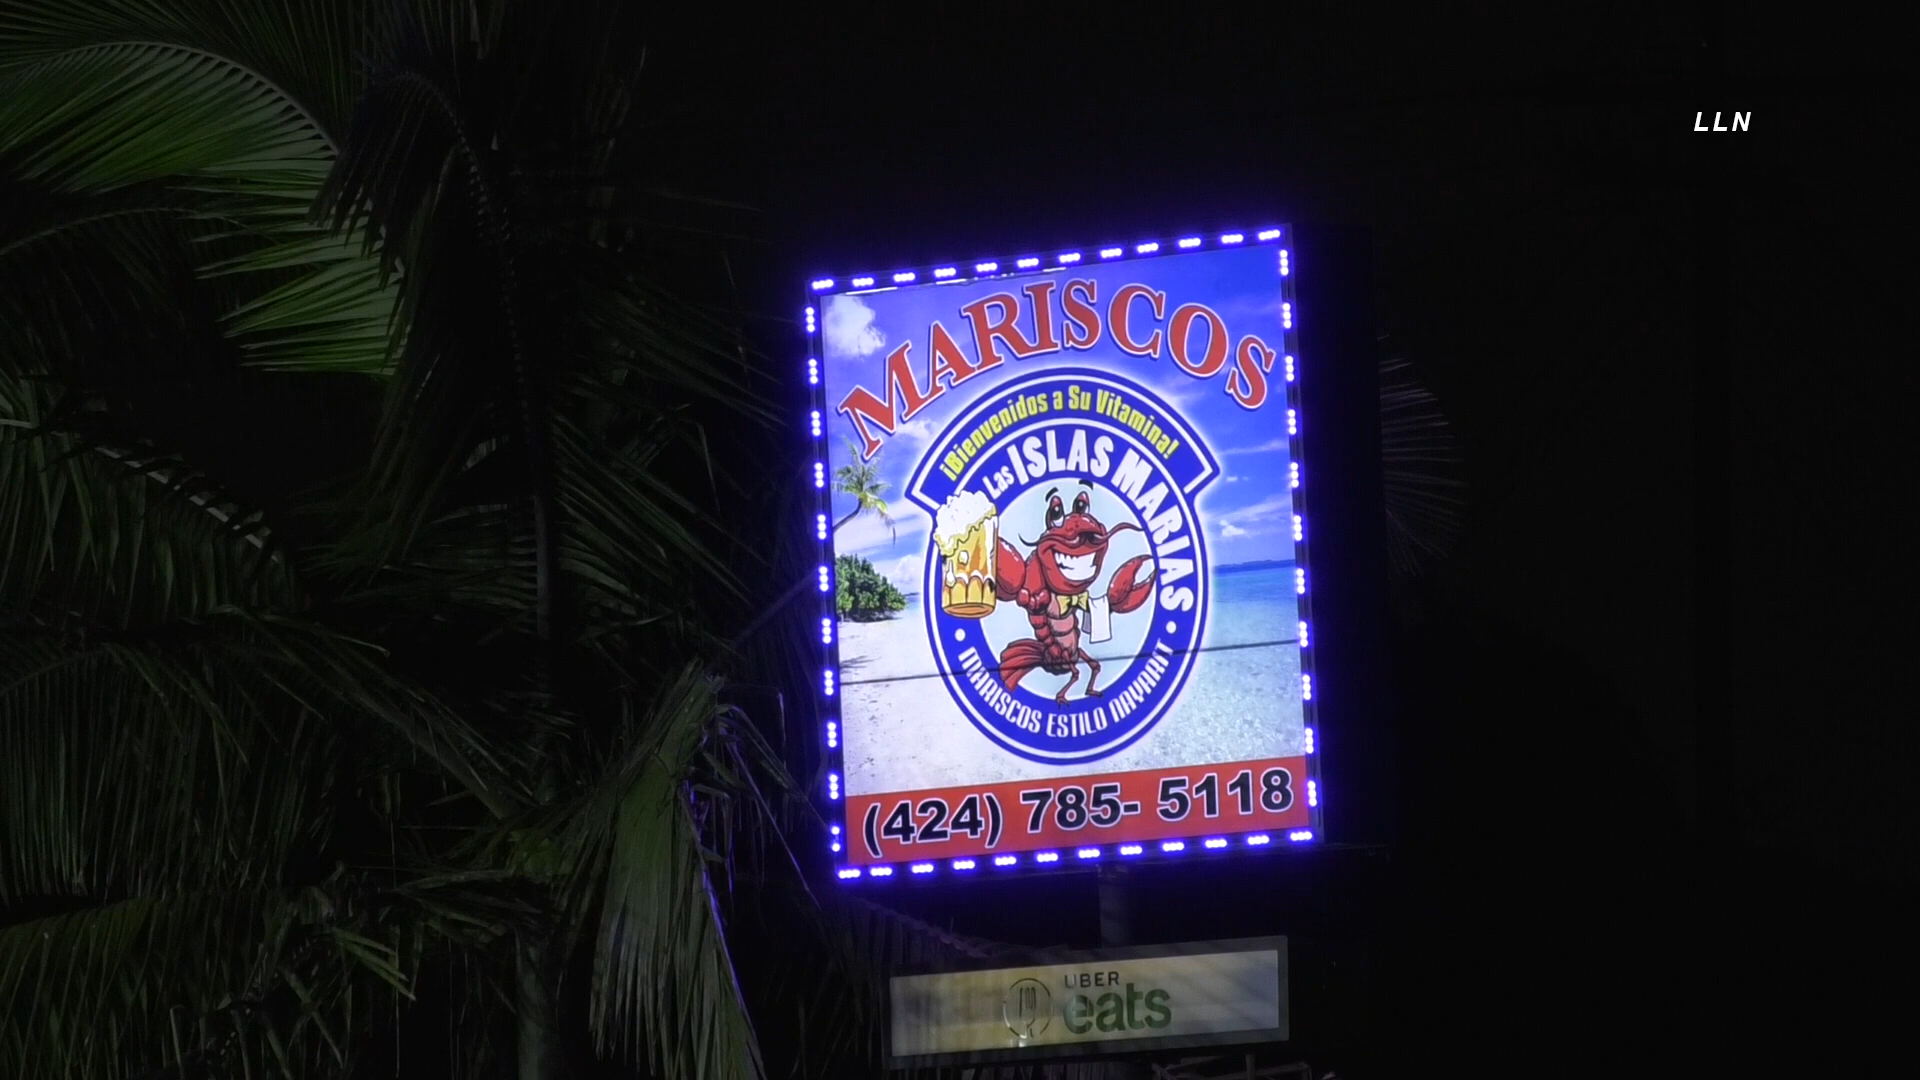 LLN
MARISCOS
¡Bienvenidos a Su Vitamina!
Las ISLAS MARIAS
• MARISCOS ESTILO NAYARIT •
(424) 785- 5118
UBER
eats